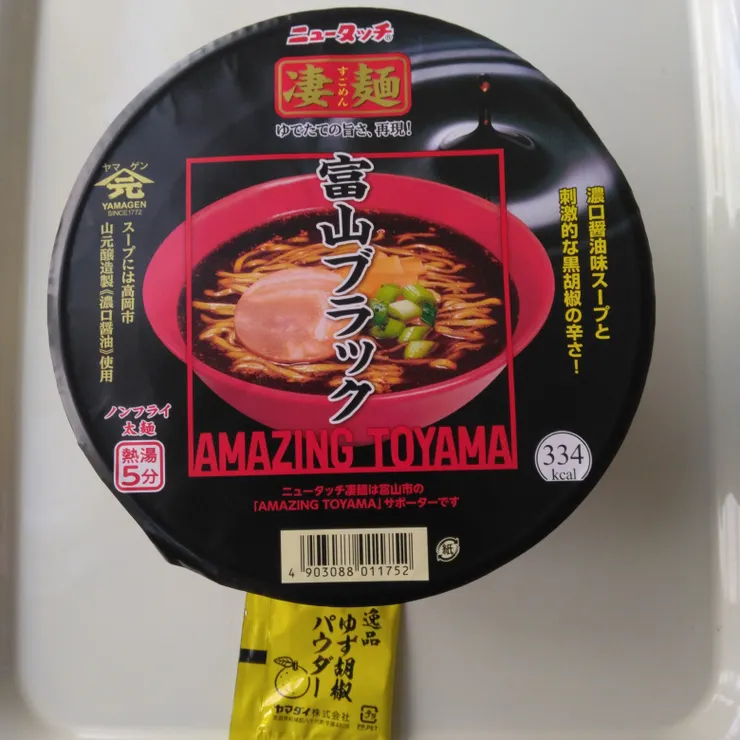 ニュータッチ®
凄麺
すごめん
ゆでたての旨さ、再現!
ヤマ ゲン
元
YAMAGEN
SINCE1772
スープには高岡市
山元醸造製《濃口醤油》使用
富山ブラック
濃口醤油味スープと
刺激的な黒胡椒の辛さ!
ノンフライ
太麺
熱湯
5分
AMAZING TOYAMA
334
kcal
ニュータッチ凄麺は富山市の
「AMAZING TOYAMA」サポーターです
4 903088 011752
紙
逸品
ゆず胡椒
パウダー
ヤマダイ株式会社